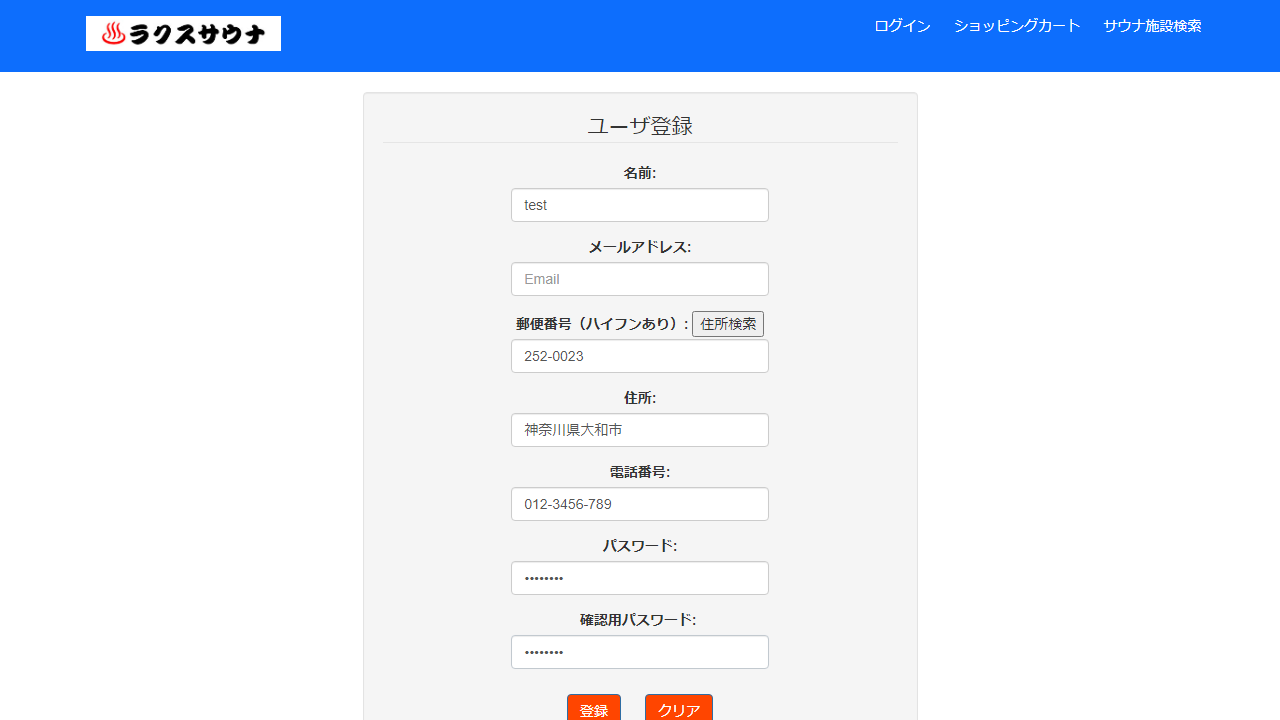 ラクスサウナ
ログイン ショッピングカート サウナ施設検索
ユーザ登録
名前:
test
メールアドレス:
Email
郵便番号（ハイフンあり）: 住所検索
252-0023
住所:
神奈川県大和市
電話番号:
012-3456-789
パスワード:
••••••••
確認用パスワード:
••••••••
登録 クリア